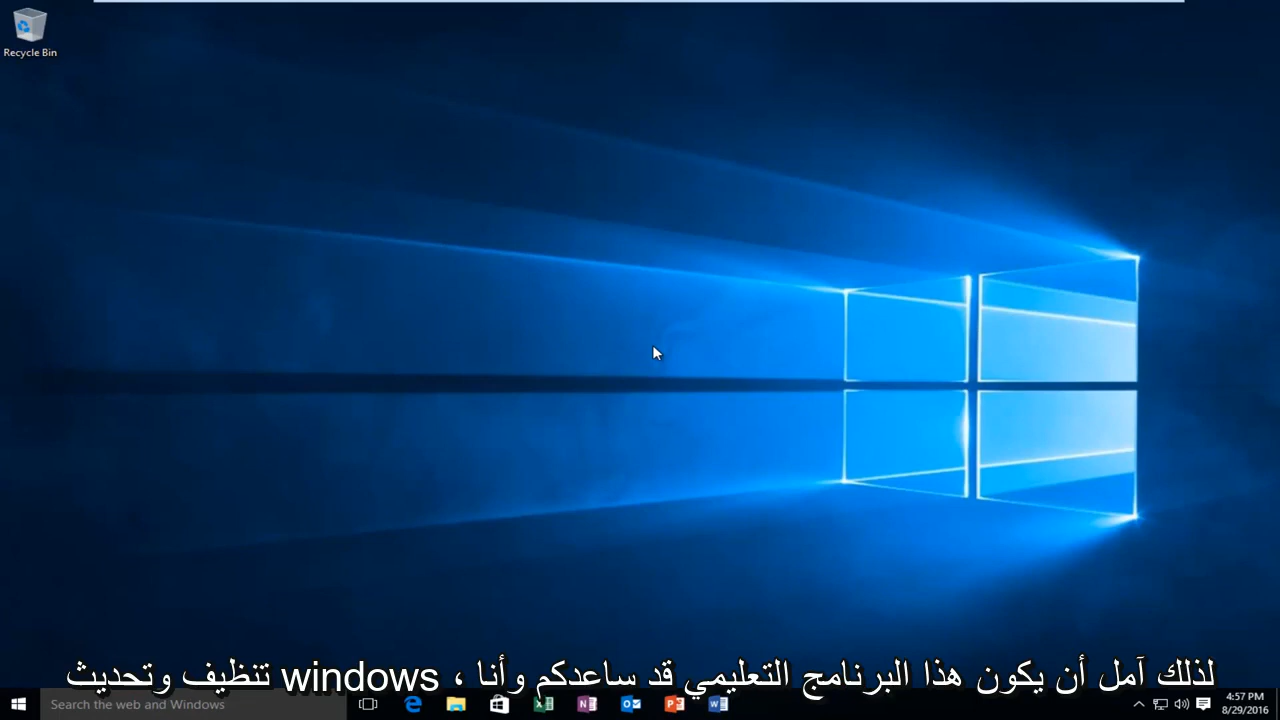 Recycle Bin
لذلك آمل أن يكون هذا البرنامج التعليمي قد ساعدكم وأنا ، windows تنظيف وتحديث
Search the web and Windows
4:57 PM
8/29/2016